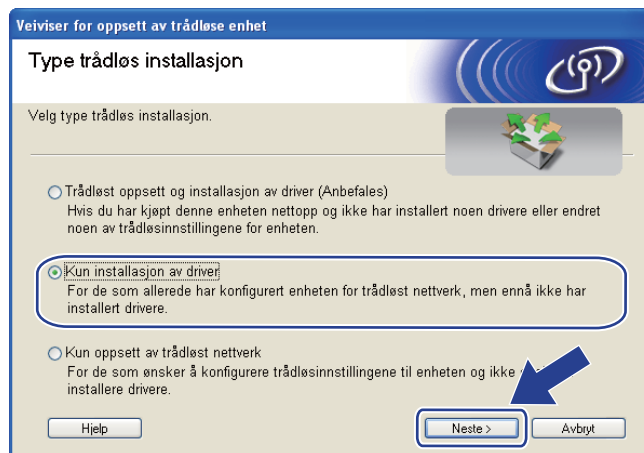 Veiviser for oppsett av trådløse enhet
Type trådløs installasjon
Velg type trådløs installasjon.
Trådløst oppsett og installasjon av driver (Anbefales)
Hvis du har kjøpt denne enheten nettopp og ikke har installert noen drivere eller endret
noen av trådløsinnstillingene for enheten.
Kun installasjon av driver
For de som allerede har konfigurert enheten for trådløst nettverk, men ennå ikke har
installert drivere.
Kun oppsett av trådløst nettverk
For de som ønsker å konfigurere trådløsinnstillingene til enheten og ikke
installere drivere.
Hjelp
Neste >
Avbryt